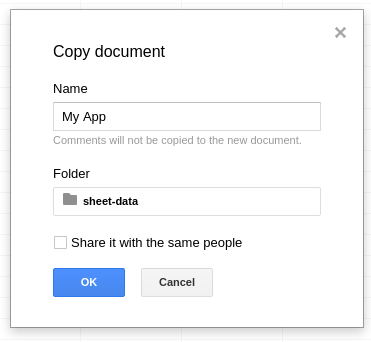 Copy document
Name
My App
Comments will not be copied to the new document.
Folder
sheet-data
Share it with the same people
OK
Cancel